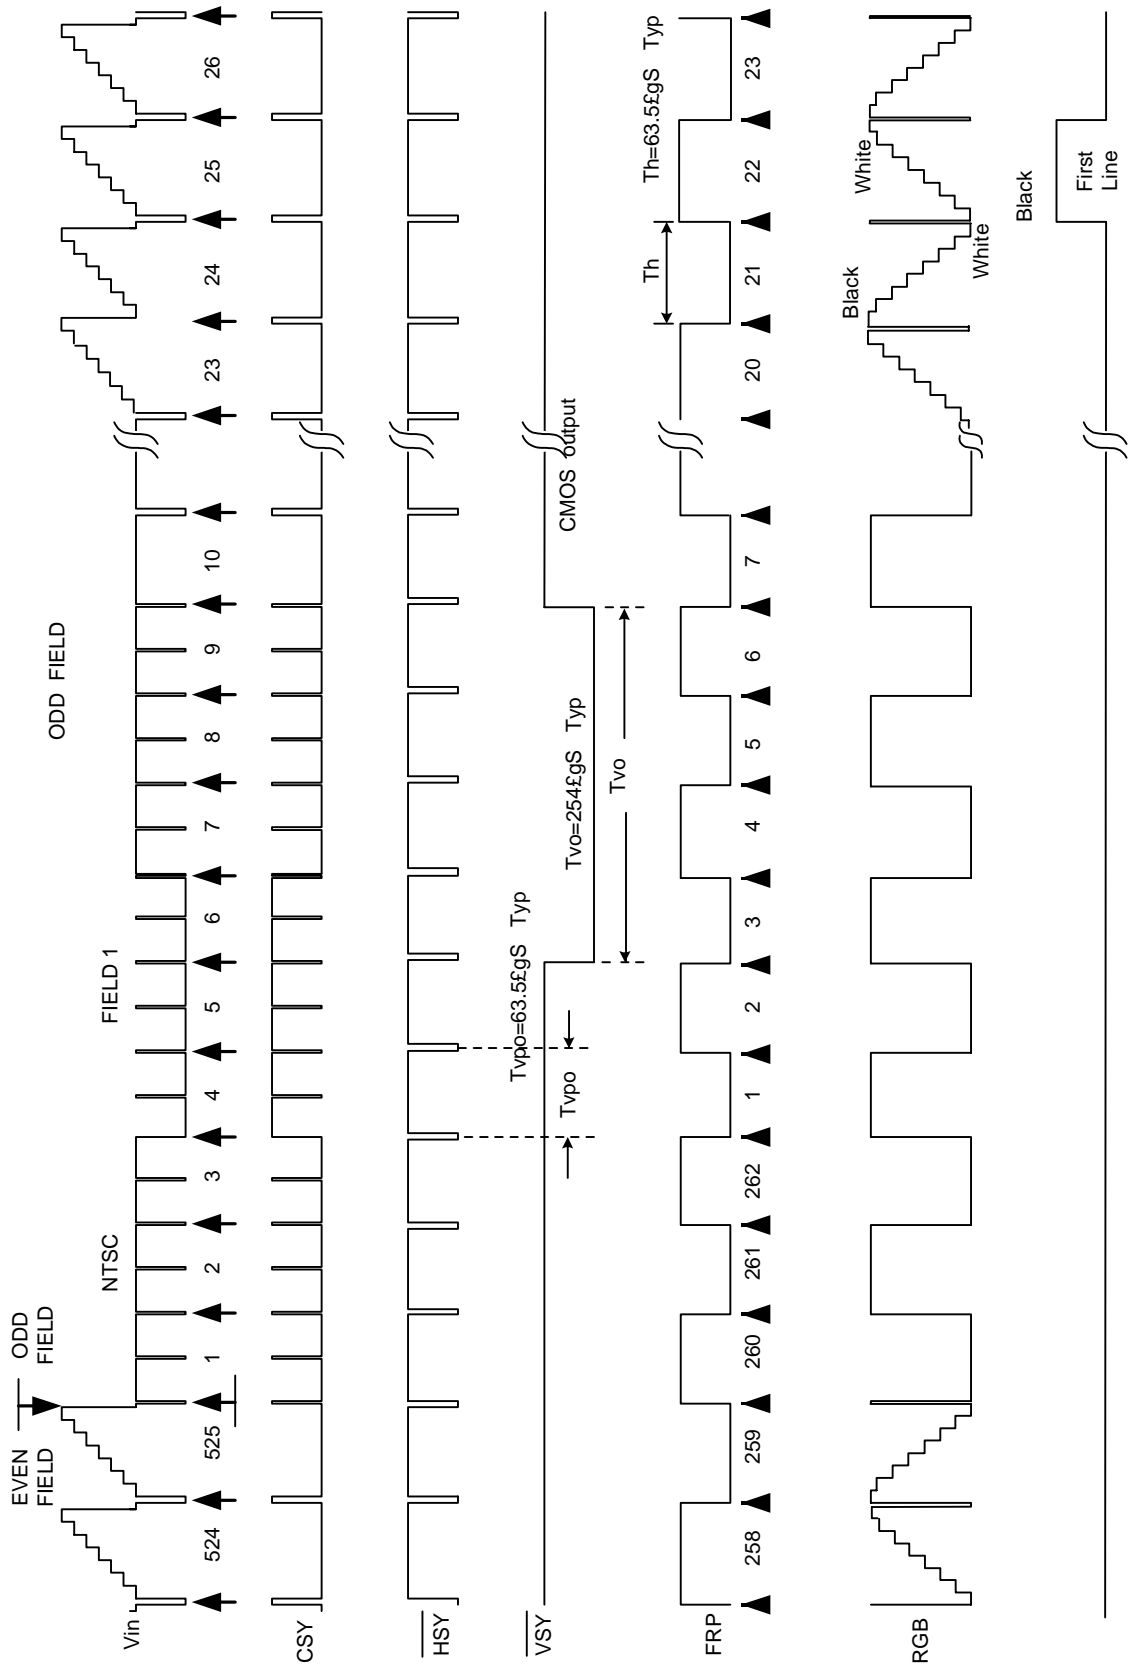 EVEN
FIELD
ODD
FIELD
NTSC
FIELD 1
ODD FIELD
Vin
524
525
1
2
3
4
5
6
7
8
9
10
23
24
25
26
CSY
HSY
VSY
Tvpo=63.5£gS Typ
Tvpo
Tvo=254£gS Typ
Tvo
CMOS output
FRP
258
259
260
261
262
1
2
3
4
5
6
7
20
21
22
23
Th
Th=63.5£gS Typ
RGB
Black
White
White
Black
First
Line